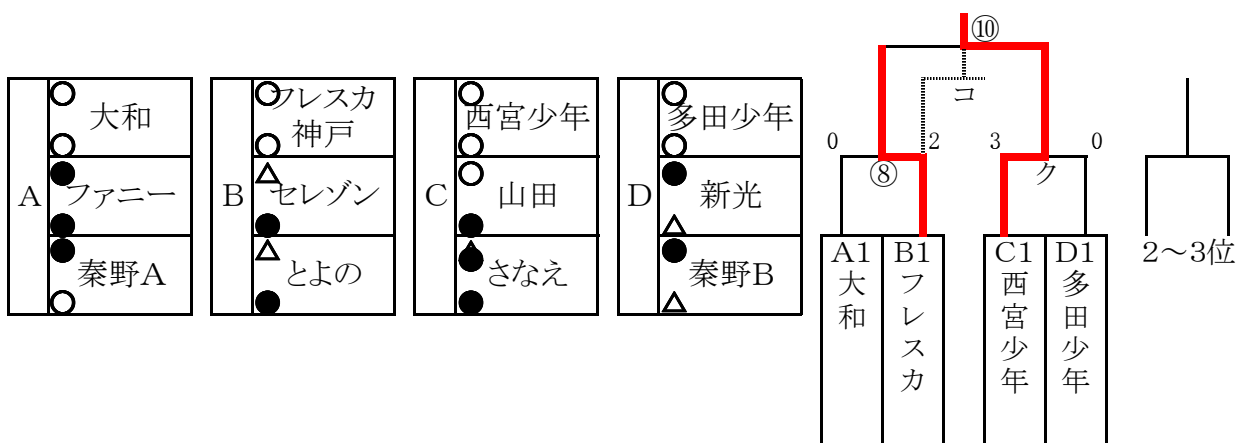 A
大和
ファニー
秦野A
B
フレスカ
神戸
セレゾン
とよの
C
西宮少年
山田
さなえ
D
多田少年
新光
秦野B
⑩
コ
0
2
3
0
⑧
ク
A1
大和
B1
フレスカ
C1
西宮少年
D1
多田少年
2～3位